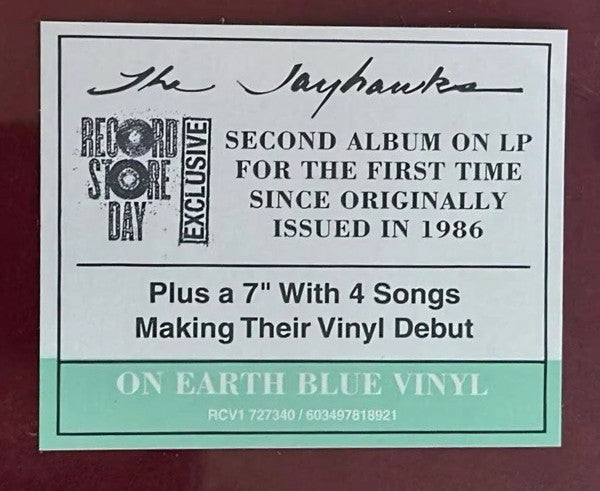 The Jayhawks
RECORD
STORE
DAY
EXCLUSIVE
SECOND ALBUM ON LP
FOR THE FIRST TIME
SINCE ORIGINALLY
ISSUED IN 1986
Plus a 7" With 4 Songs
Making Their Vinyl Debut
ON EARTH BLUE VINYL
RCV1 727340 / 603497818921